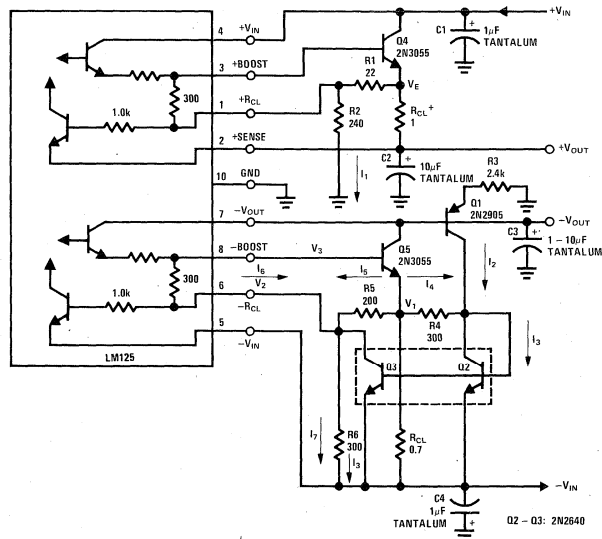 4
+VIN
+VIN
C1
+
1μF
TANTALUM
Q4
2N3055
3
+BOOST
R1
22
VE
300
1
+RCL
1.0k
R2
240
RCL+
1
2
+SENSE
+VOUT
I1
C2
+
10μF
TANTALUM
R3
2.4k
10
GND
Q1
2N2905
7
-VOUT
-VOUT
C3
+
1 – 10μF
TANTALUM
Q5
2N3055
8
-BOOST
V3
I6
I5
I4
I2
300
V2
R5
200
V1
1.0k
6
-RCL
R4
300
I3
5
-VIN
LM125
Q3
Q2
I7
R6
300
I3
RCL
0.7
-VIN
C4
1μF
TANTALUM
+
Q2 – Q3: 2N2640